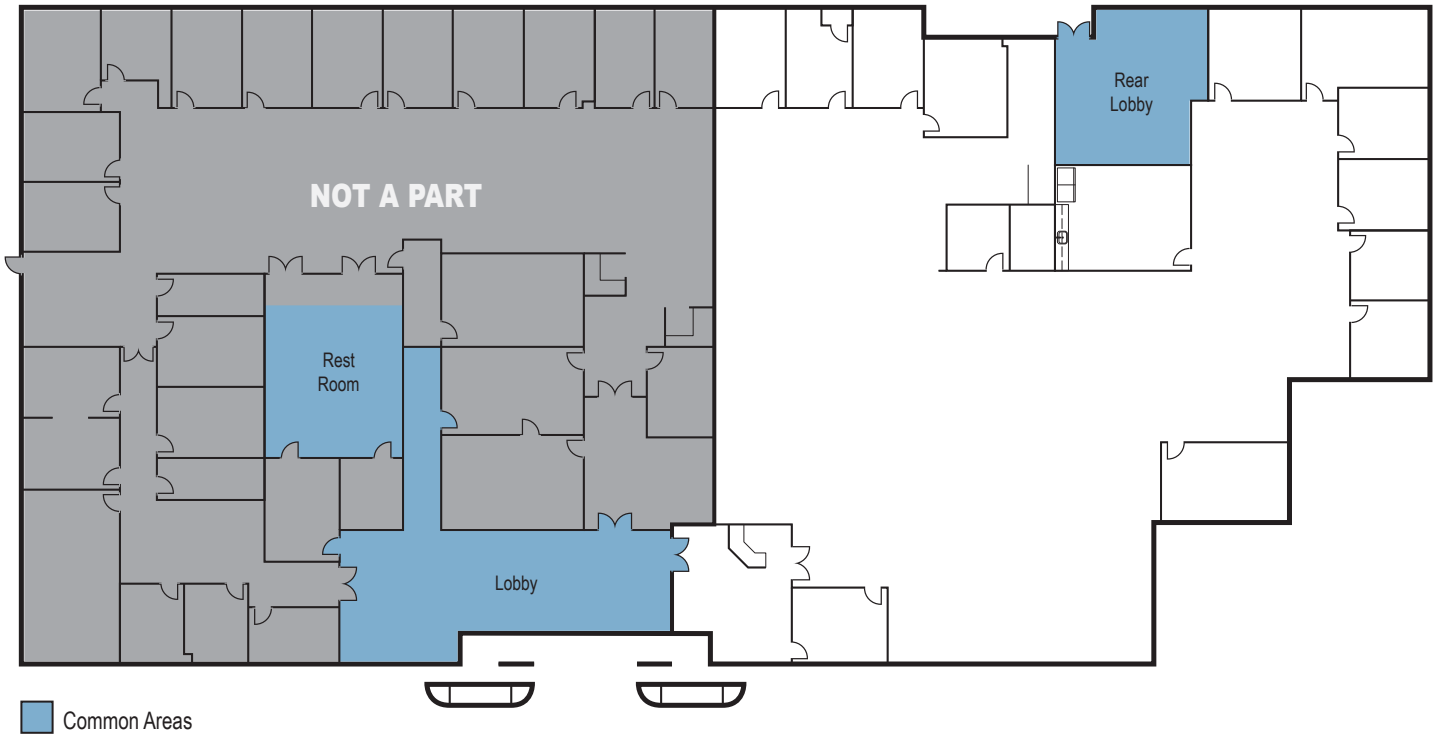 Rear
Lobby
NOT A PART
Rest
Room
Lobby
Common Areas